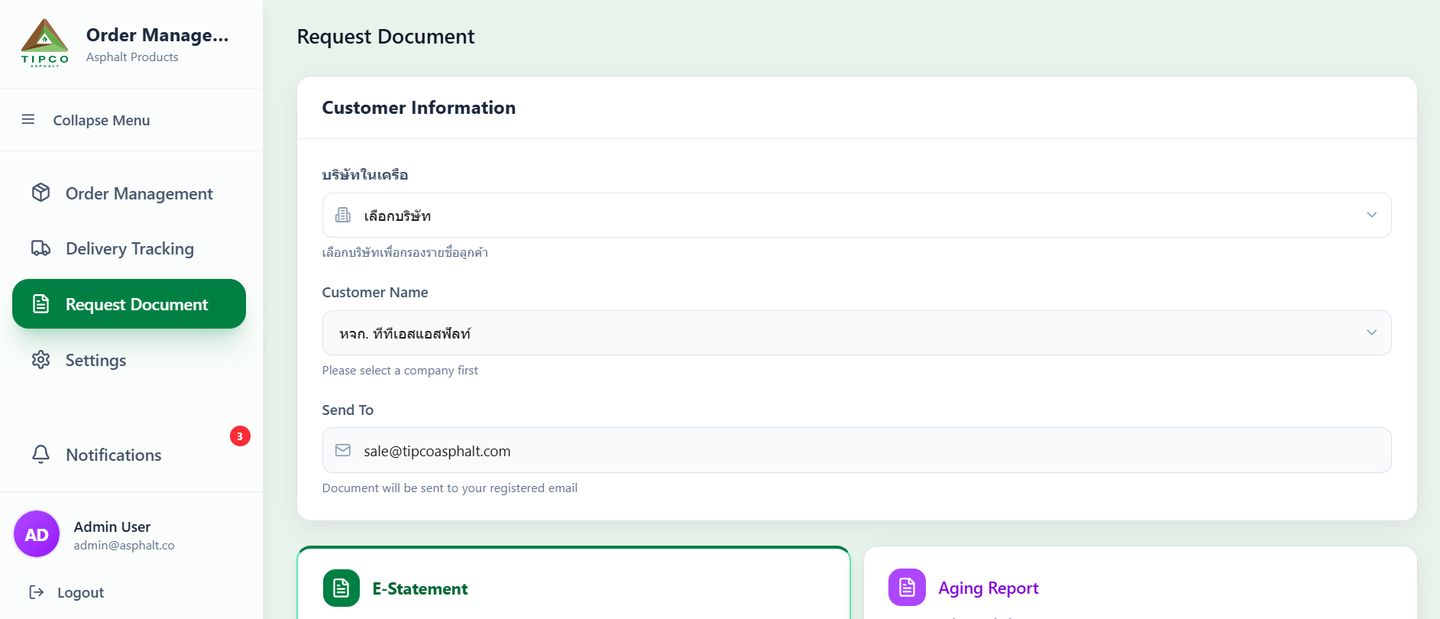 TIPCO
ASPHALT
Order Manage...
Asphalt Products
Collapse Menu
Order Management
Delivery Tracking
Request Document
Settings
3
Notifications
AD
Admin User
admin@asphalt.co
Logout
Request Document
Customer Information
บริษัทในเครือ
เลือกบริษัท
เลือกบริษัทเพื่อกรองรายชื่อลูกค้า
Customer Name
หจก. ทีทีเอสแอสฟัลท์
Please select a company first
Send To
sale@tipcoasphalt.com
Document will be sent to your registered email
E-Statement
Aging Report